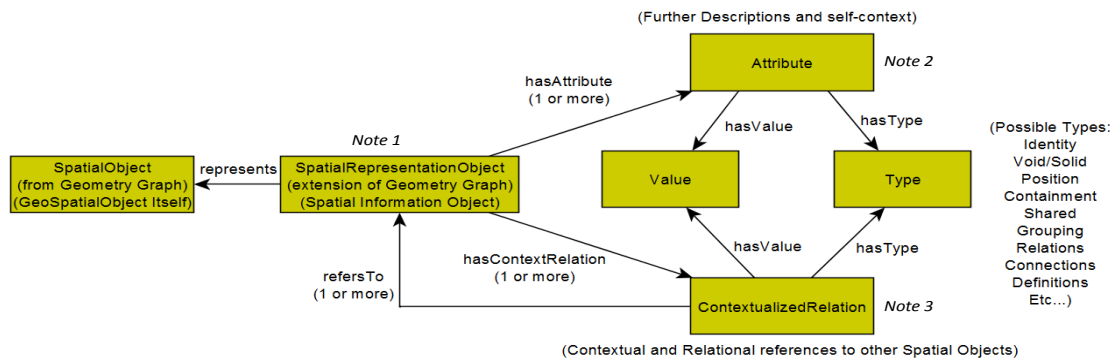 (Further Descriptions and self-context)
Attribute
Note 2
hasAttribute
(1 or more)
hasValue
hasType
Note 1
SpatialObject
(from Geometry Graph)
(GeoSpatialObject Itself)
represents
SpatialRepresentationObject
(extension of Geometry Graph)
(Spatial Information Object)
Value
Type
(Possible Types:
Identity
Void/Solid
Position
Containment
Shared
Grouping
Relations
Connections
Definitions
Etc...)
hasValue
hasType
hasContextRelation
(1 or more)
refersTo
(1 or more)
ContextualizedRelation
Note 3
(Contextual and Relational references to other Spatial Objects)